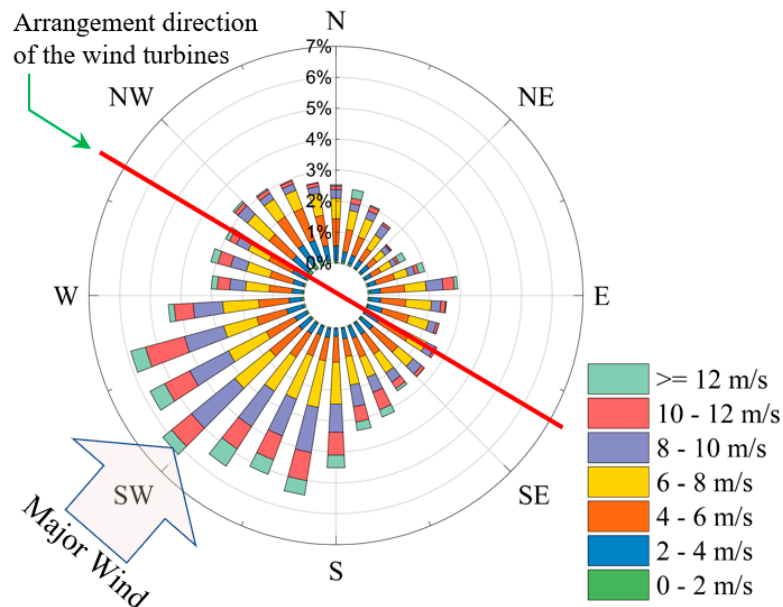 Arrangement direction
of the wind turbines
N
7%
6%
5%
4%
3%
2%
1%
0%
NW
NE
W
E
SW
SE
S
Major Wind
>= 12 m/s
10 - 12 m/s
8 - 10 m/s
6 - 8 m/s
4 - 6 m/s
2 - 4 m/s
0 - 2 m/s